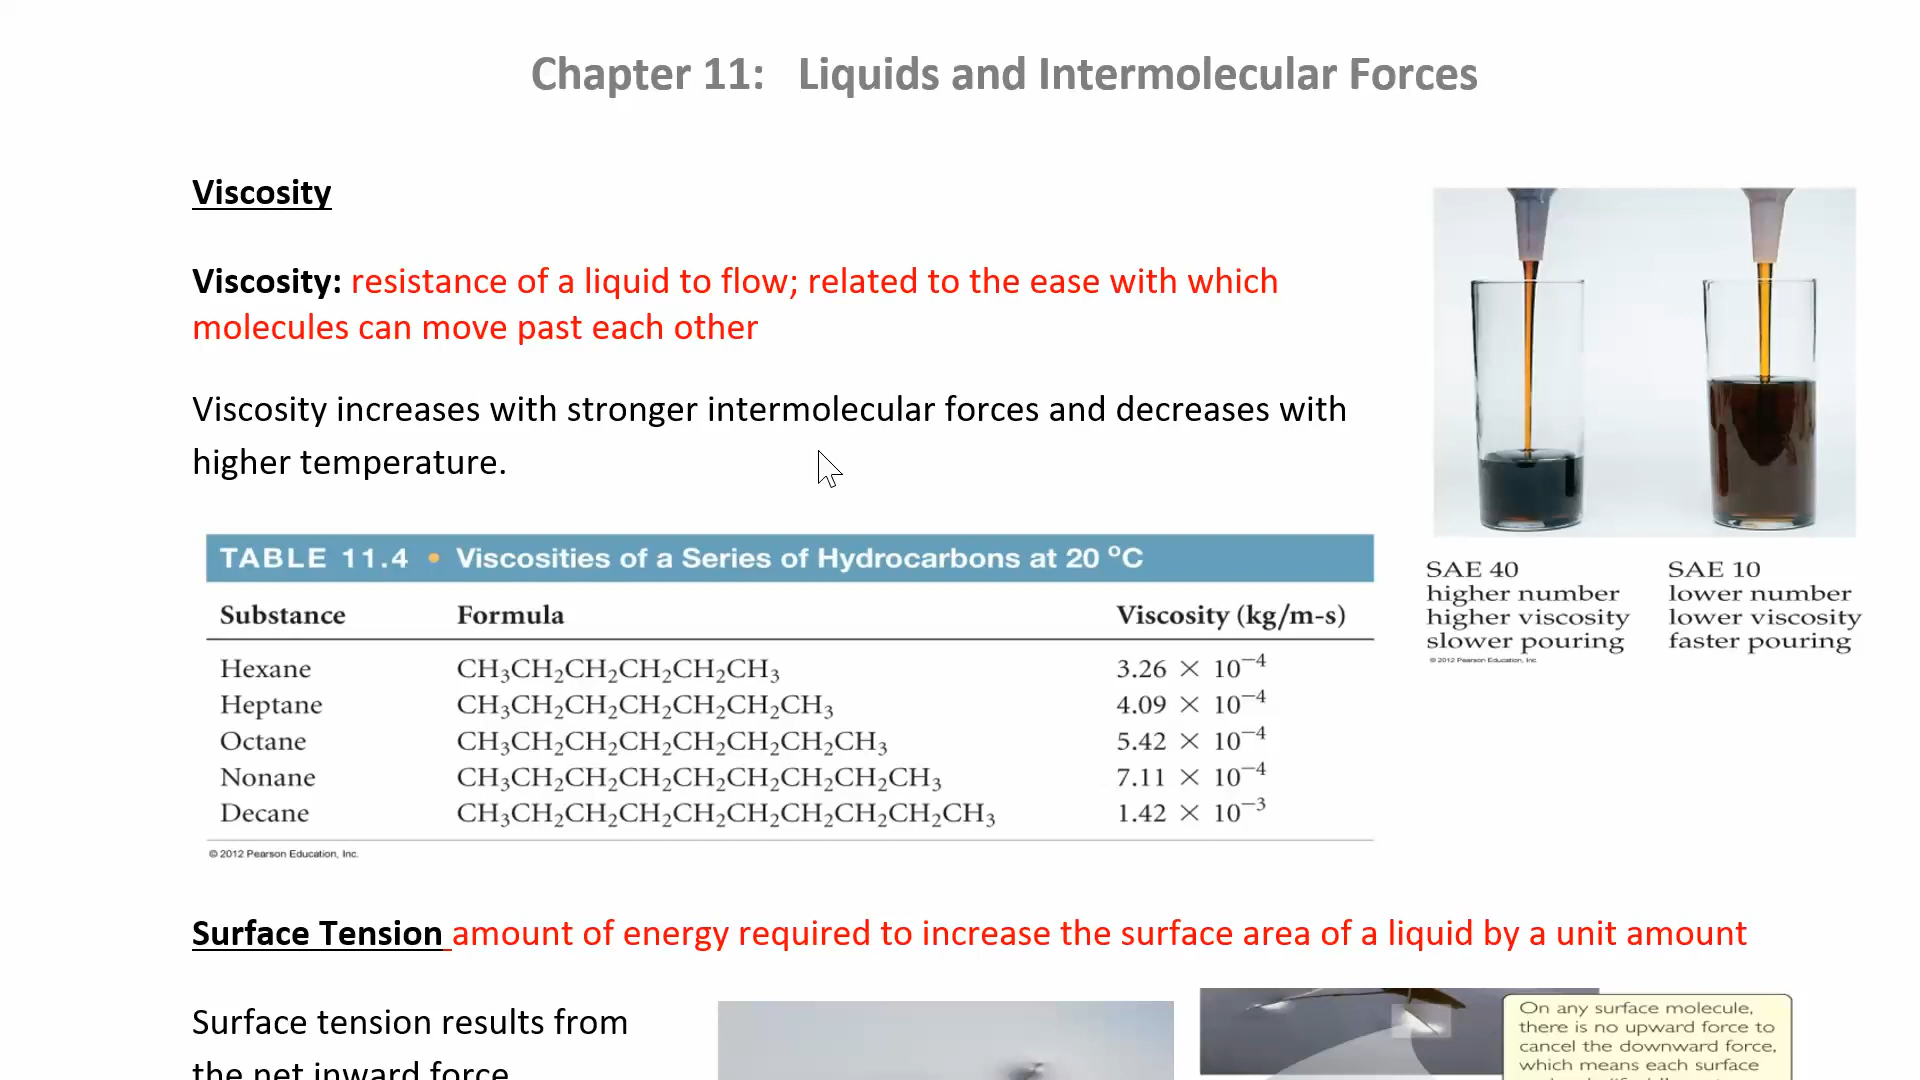 Chapter 11: Liquids and Intermolecular Forces
Viscosity
Viscosity: resistance of a liquid to flow; related to the ease with which
molecules can move past each other
Viscosity increases with stronger intermolecular forces and decreases with
higher temperature.
TABLE 11.4 • Viscosities of a Series of Hydrocarbons at 20 °C
Substance Formula Viscosity (kg/m-s)
Hexane CH₃CH₂CH₂CH₂CH₂CH₃ 3.26 × 10⁻⁴
Heptane CH₃CH₂CH₂CH₂CH₂CH₂CH₃ 4.09 × 10⁻⁴
Octane CH₃CH₂CH₂CH₂CH₂CH₂CH₂CH₃ 5.42 × 10⁻⁴
Nonane CH₃CH₂CH₂CH₂CH₂CH₂CH₂CH₂CH₃ 7.11 × 10⁻⁴
Decane CH₃CH₂CH₂CH₂CH₂CH₂CH₂CH₂CH₂CH₃ 1.42 × 10⁻³
© 2012 Pearson Education, Inc.
SAE 40
higher number
higher viscosity
slower pouring
© 2012 Pearson Education, Inc.
SAE 10
lower number
lower viscosity
faster pouring
Surface Tension amount of energy required to increase the surface area of a liquid by a unit amount
Surface tension results from
the net inward force
On any surface molecule,
there is no upward force to
cancel the downward force,
which means each surface